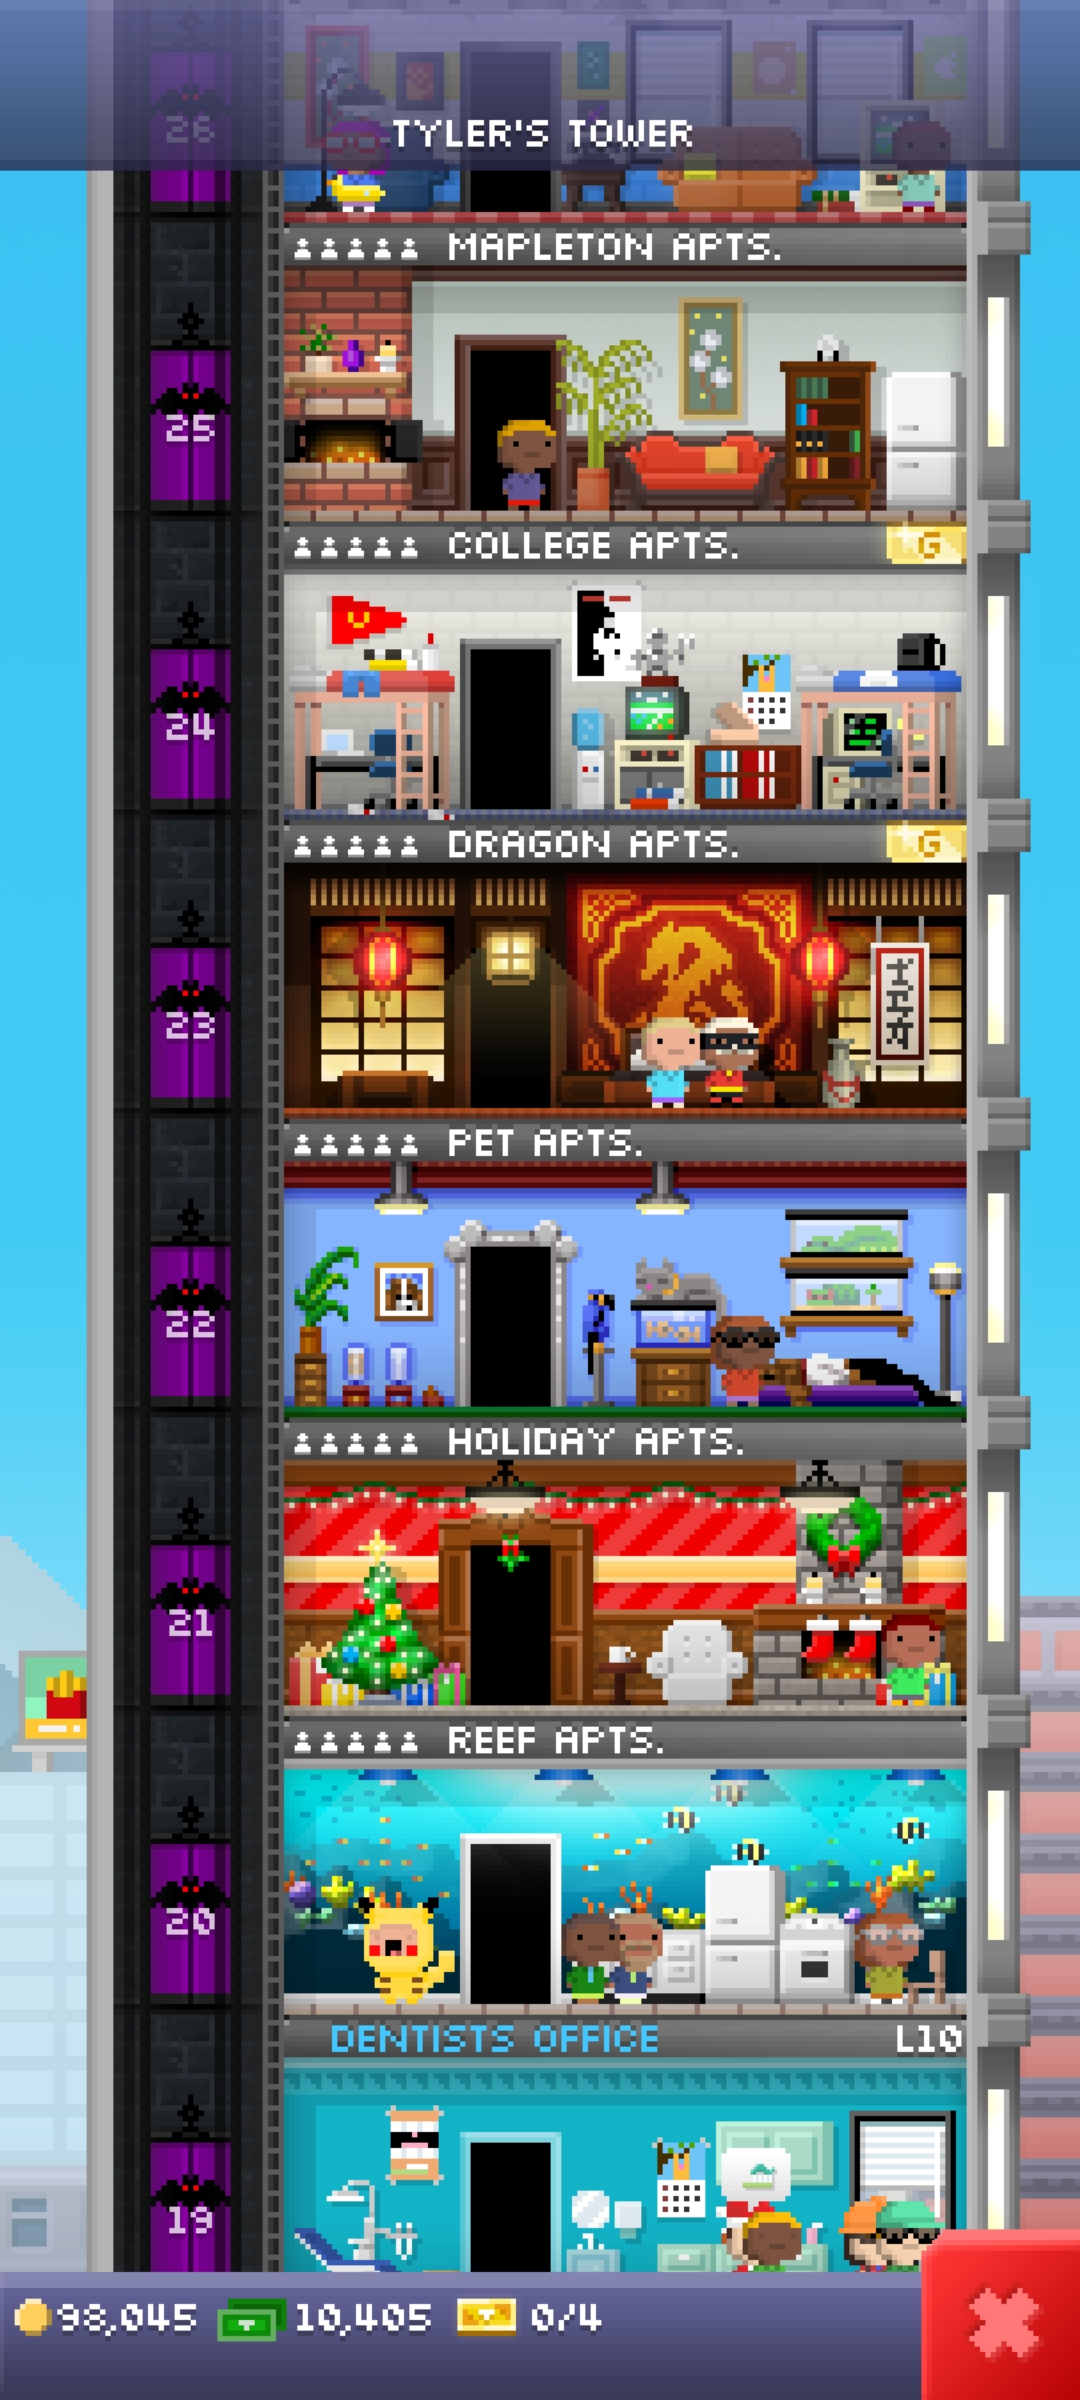 26
TYLER'S TOWER
MAPLETON APTS.
25
COLLEGE APTS. G
24
DRAGON APTS. G
23
PET APTS.
22
HOLIDAY APTS.
21
REEF APTS.
20
DENTISTS OFFICE L10
19
98,045 10,405 0/4